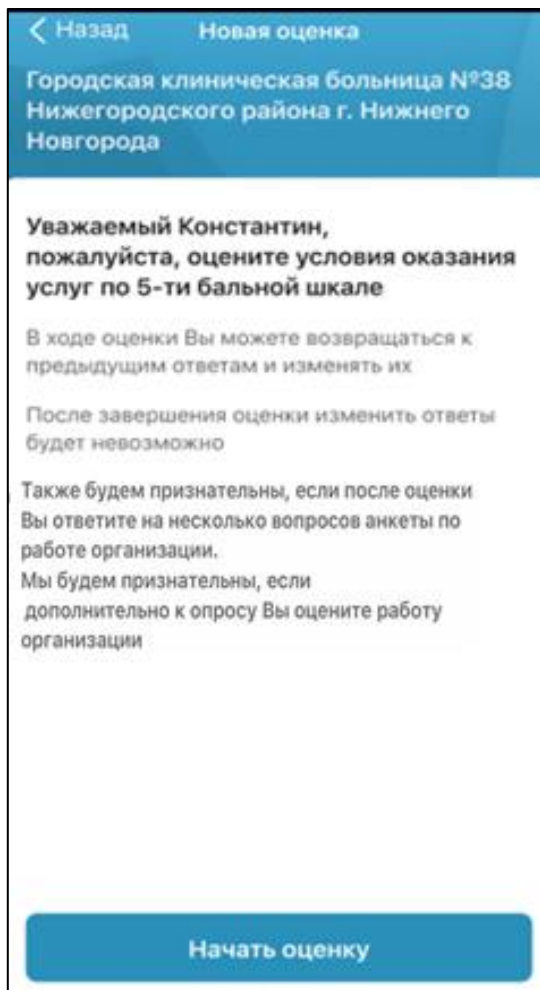 Назад Новая оценка
Городская клиническая больница №38
Нижегородского района г. Нижнего
Новгорода
Уважаемый Константин,
пожалуйста, оцените условия оказания
услуг по 5-ти бальной шкале
В ходе оценки Вы можете возвращаться к
предыдущим ответам и изменять их
После завершения оценки изменить ответы
будет невозможно
Также будем признательны, если после оценки
Вы ответите на несколько вопросов анкеты по
работе организации.
Мы будем признательны, если
дополнительно к опросу Вы оцените работу
организации
Начать оценку